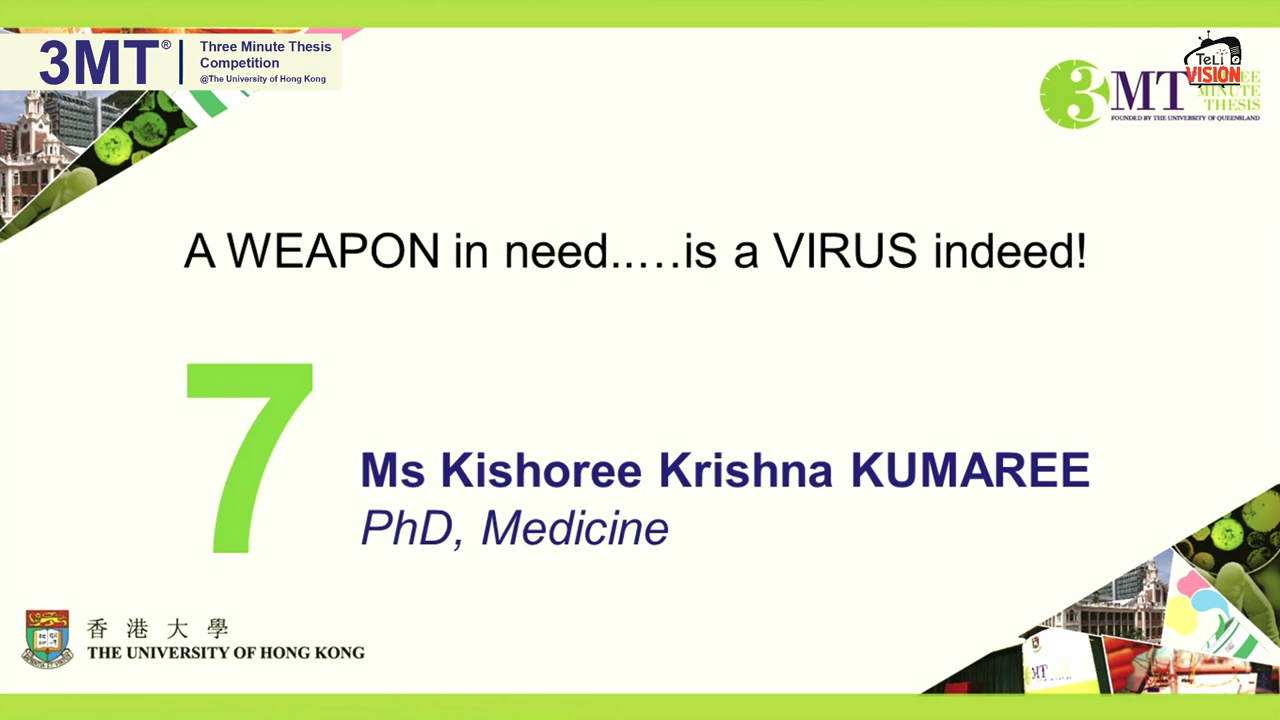 3MT®
Three Minute Thesis
Competition
@The University of Hong Kong
TeLi
VISION
3MT
MINUTE
THESIS
FOUNDED BY THE UNIVERSITY OF QUEENSLAND
A WEAPON in need..…is a VIRUS indeed!
7
Ms Kishoree Krishna KUMAREE
PhD, Medicine
香港大學
THE UNIVERSITY OF HONG KONG
MT